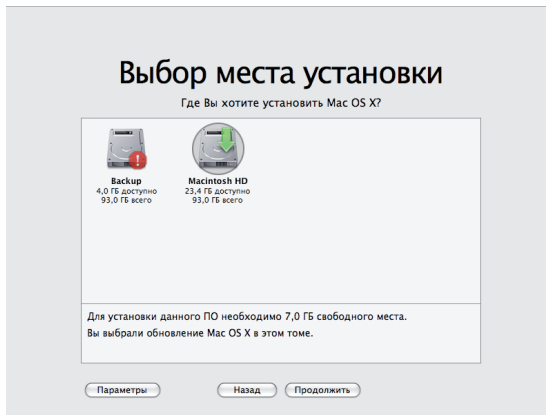 Выбор места установки
Где Вы хотите установить Mac OS X?
Backup
4,0 ГБ доступно
93,0 ГБ всего
Macintosh HD
23,4 ГБ доступно
93,0 ГБ всего
Для установки данного ПО необходимо 7,0 ГБ свободного места.
Вы выбрали обновление Mac OS X в этом томе.
Параметры
Назад
Продолжить